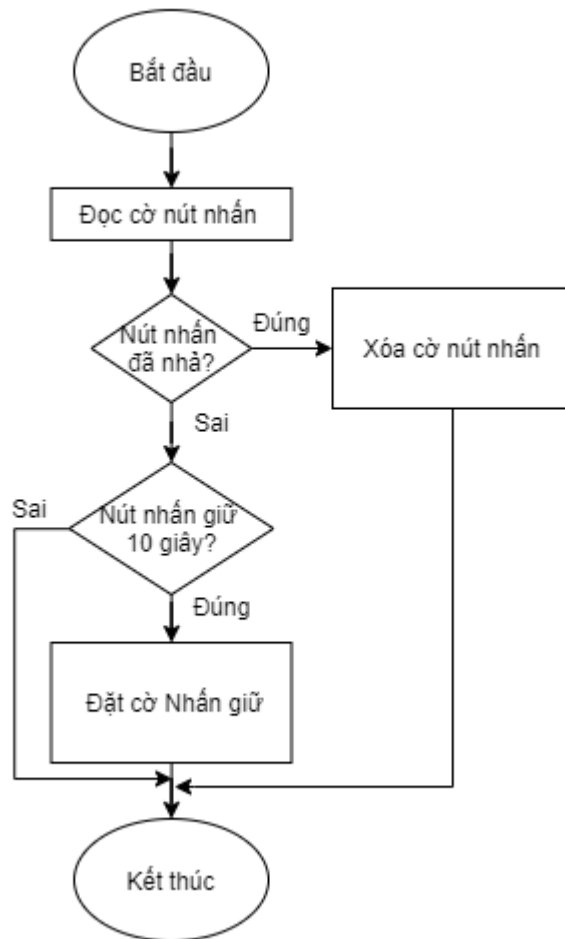 Bắt đầu
Đọc cờ nút nhấn
Nút nhấn
đã nhả?
Đúng
Xóa cờ nút nhấn
Sai
Sai
Nút nhấn giữ
10 giây?
Đúng
Đặt cờ Nhấn giữ
Kết thúc